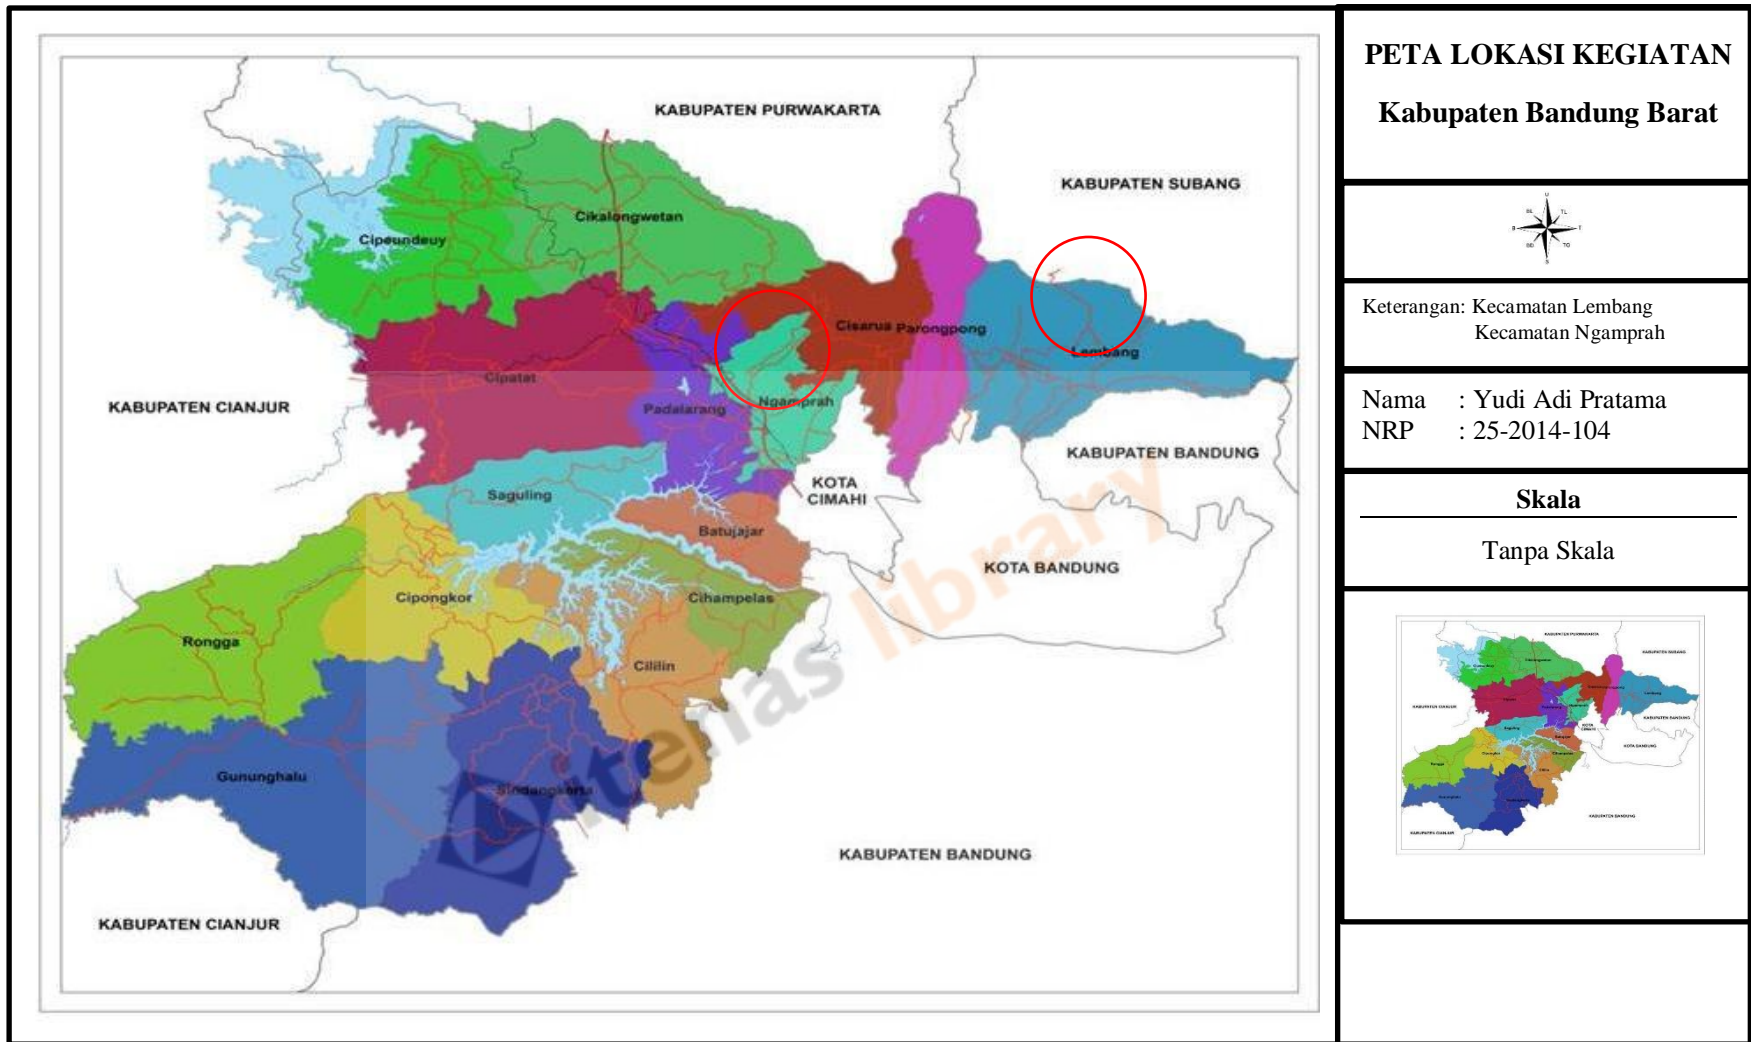 PETA LOKASI KEGIATAN
Kabupaten Bandung Barat
Keterangan: Kecamatan Lembang
Kecamatan Ngamprah
Nama : Yudi Adi Pratama
NRP : 25-2014-104
Skala
Tanpa Skala
KABUPATEN PURWAKARTA
KABUPATEN SUBANG
Cikalongwetan
Cipeundeuy
Cisarua
Parongpong
Lembang
Cipatat
Padalarang
Ngamprah
KABUPATEN CIANJUR
KABUPATEN BANDUNG
KOTA
CIMAHI
Saguling
Batujajar
KOTA BANDUNG
Cipongkor
Cihampelas
Rongga
Cililin
Gununghalu
Sindangkerta
KABUPATEN BANDUNG
KABUPATEN CIANJUR
itenas library